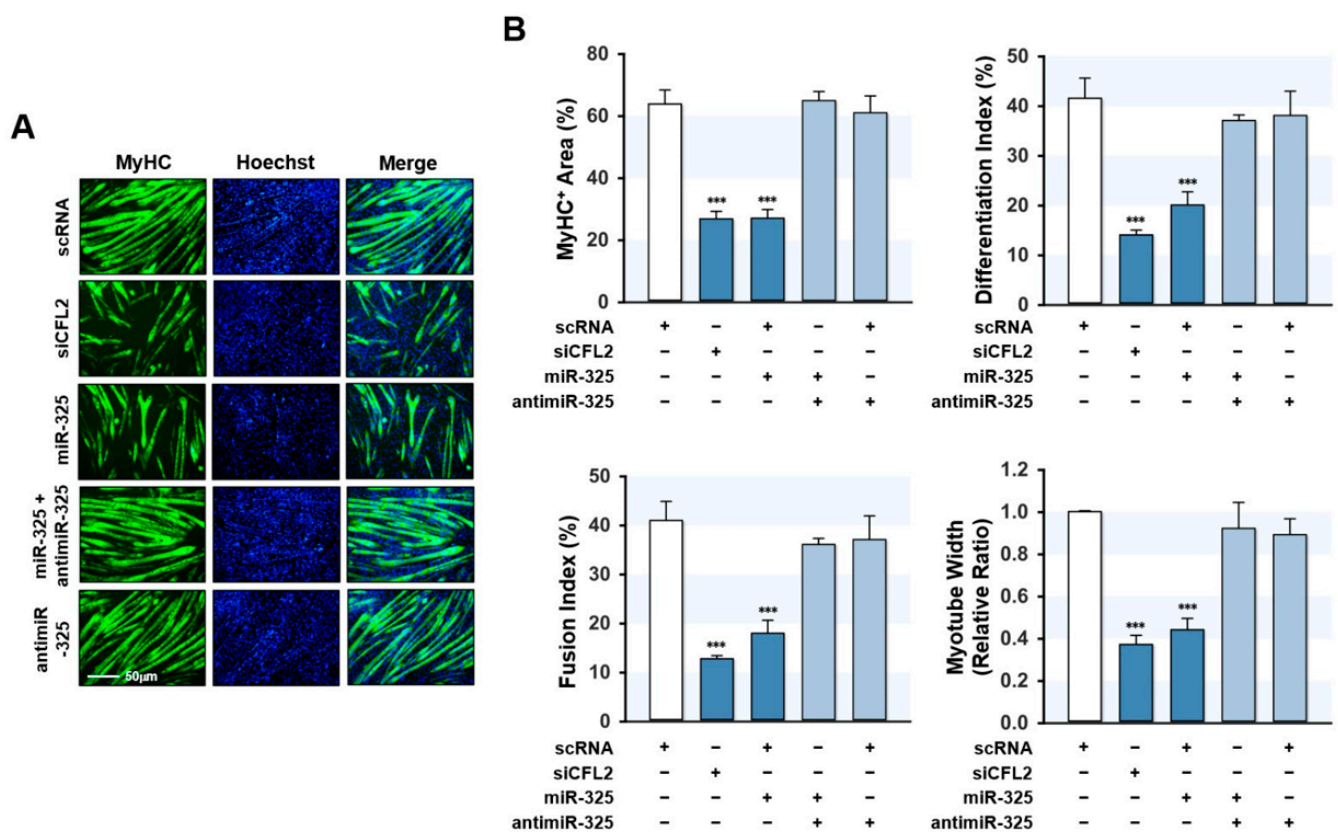 A
MyHC Hoechst Merge
scRNA
siCFL2
miR-325
miR-325 +
antimiR-325
antimiR
-325
50μm
B
MyHC⁺ Area (%)
80
60
40
20
0
*** ***
scRNA + − + − +
siCFL2 − + − − −
miR-325 − − + + −
antimiR-325 − − − + +
Differentiation Index (%)
50
40
30
20
10
0
*** ***
scRNA + − + − +
siCFL2 − + − − −
miR-325 − − + + −
antimiR-325 − − − + +
Fusion Index (%)
50
40
30
20
10
0
*** ***
scRNA + − + − +
siCFL2 − + − − −
miR-325 − − + + −
antimiR-325 − − − + +
Myotube Width
(Relative Ratio)
1.2
1.0
0.8
0.6
0.4
0.2
0.0
*** ***
scRNA + − + − +
siCFL2 − + − − −
miR-325 − − + + −
antimiR-325 − − − + +